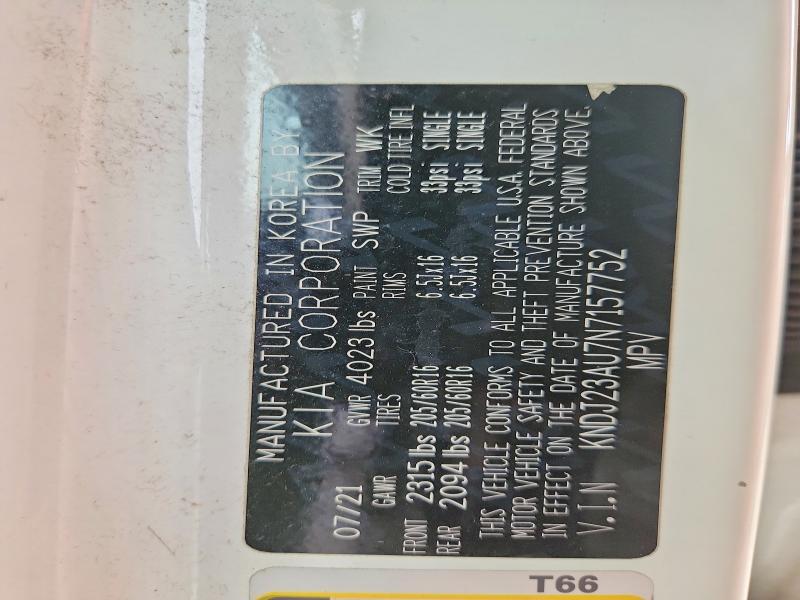 MANUFACTURED IN KOREA BY
KIA CORPORATION
07/21 GVWR 4023 lbs PAINT SWP TRIM WK
GAWR TIRES RIMS COLD TIRE INFL
FRONT 2315 lbs 205/60R16 6.5Jx16 33psi SINGLE
REAR 2094 lbs 205/60R16 6.5Jx16 33psi SINGLE
THIS VEHICLE CONFORMS TO ALL APPLICABLE U.S.A. FEDERAL
MOTOR VEHICLE SAFETY AND THEFT PREVENTION STANDARDS
IN EFFECT ON THE DATE OF MANUFACTURE SHOWN ABOVE.
V.I.N KNDJ23AU7N7157752
MPV
T66